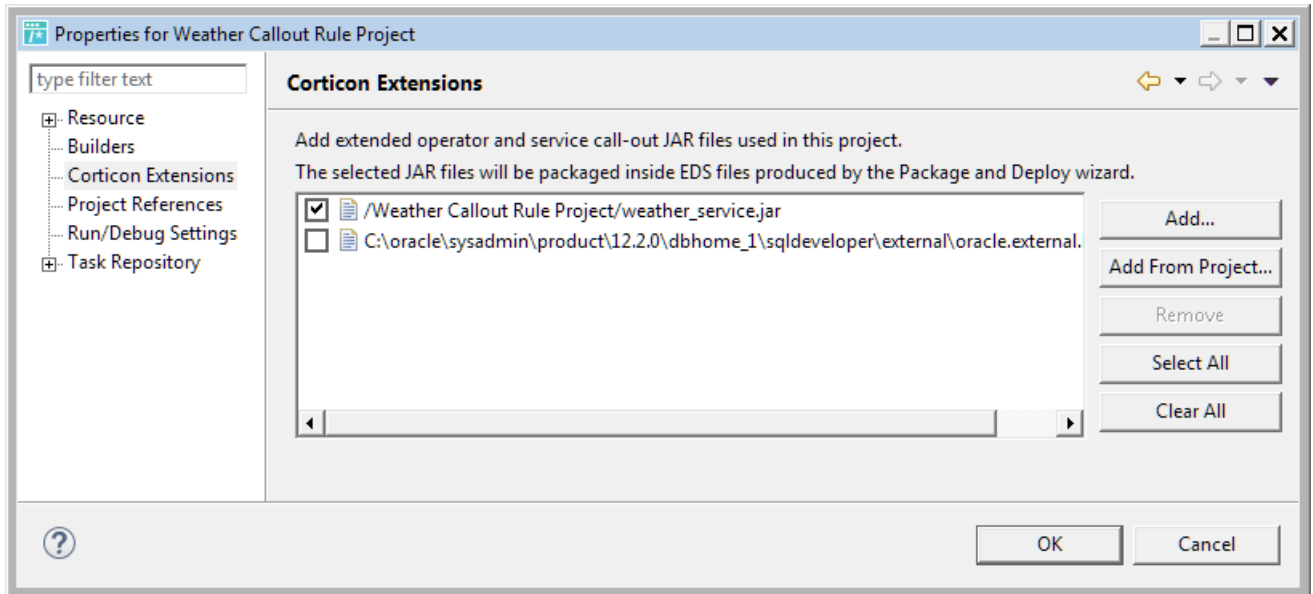 Properties for Weather Callout Rule Project
type filter text
Resource
Builders
Corticon Extensions
Project References
Run/Debug Settings
Task Repository
Corticon Extensions
Add extended operator and service call-out JAR files used in this project.
The selected JAR files will be packaged inside EDS files produced by the Package and Deploy wizard.
/Weather Callout Rule Project/weather_service.jar
C:\oracle\sysadmin\product\12.2.0\dbhome_1\sqldeveloper\external\oracle.external.
Add...
Add From Project...
Remove
Select All
Clear All
OK
Cancel